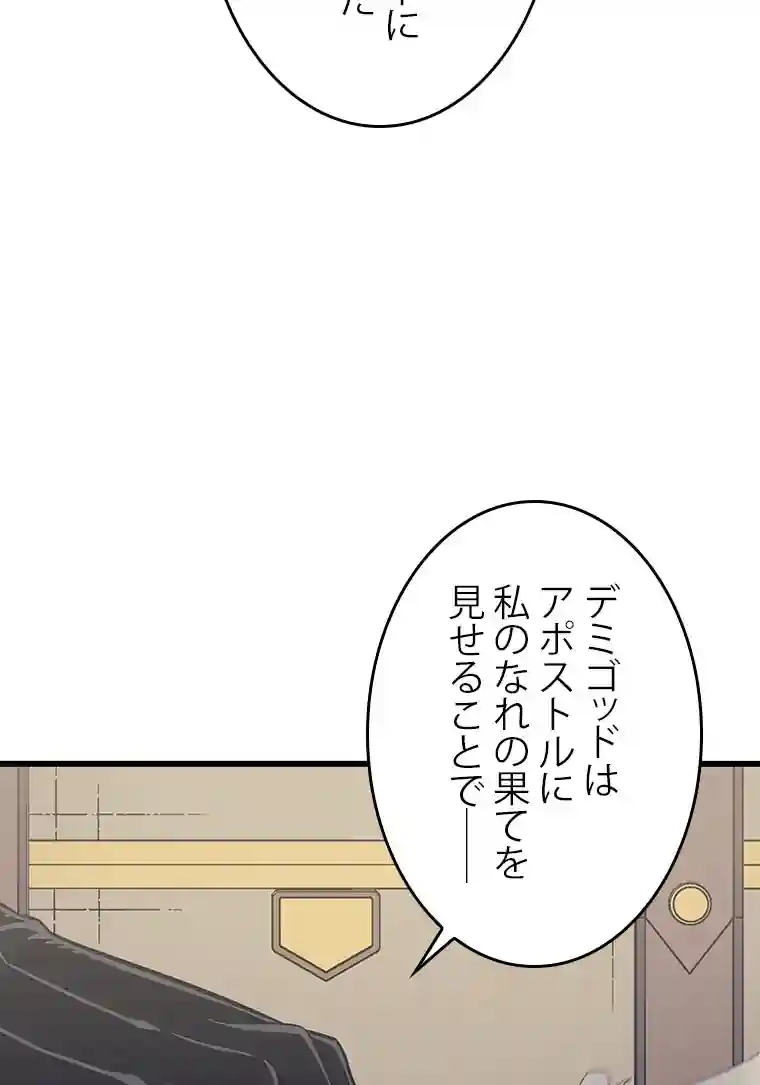 に
た
デミゴッドは
アポストルに
私のなれの果てを
見せることで──